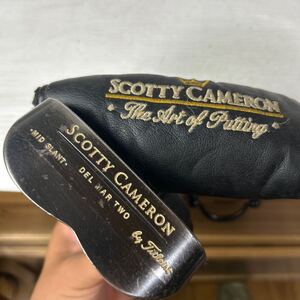 SCOTTY CAMERON
The Art of Putting
SCOTTY CAMERON
by Titleist
DEL MAR TWO
·MID SLANT·